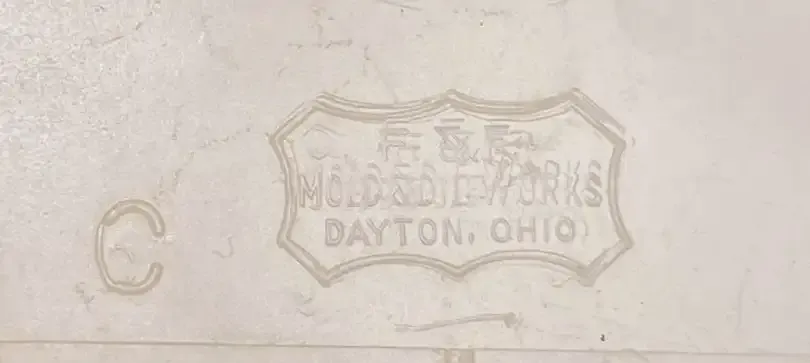 F & F
MOLD & DIE WORKS
DAYTON, OHIO
C